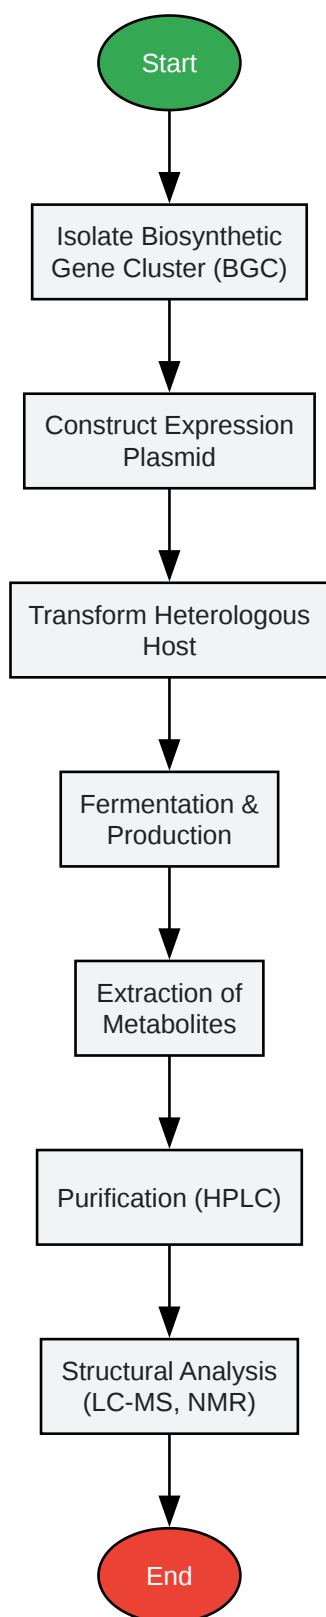 Start
Isolate Biosynthetic
Gene Cluster (BGC)
Construct Expression
Plasmid
Transform Heterologous
Host
Fermentation &
Production
Extraction of
Metabolites
Purification (HPLC)
Structural Analysis
(LC-MS, NMR)
End